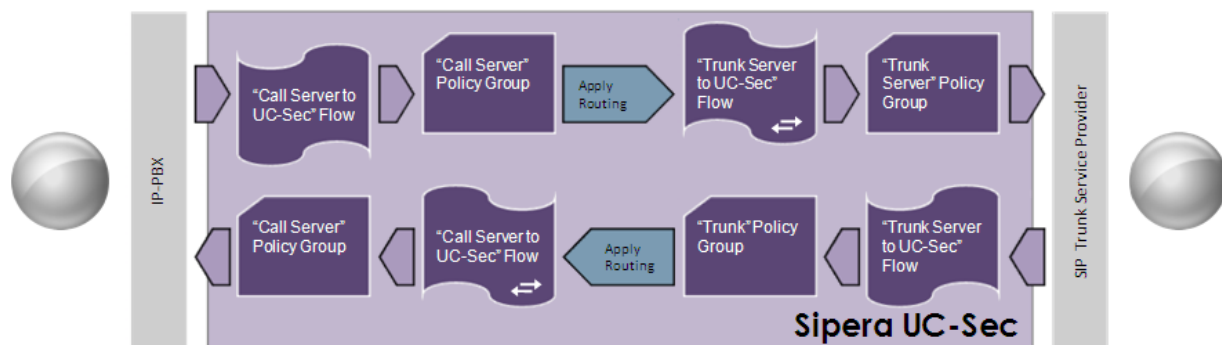 IP-PBX
“Call Server to
UC-Sec” Flow
“Call Server”
Policy Group
Apply
Routing
“Trunk Server
to UC-Sec”
Flow
“Trunk
Server” Policy
Group
SIP Trunk Service Provider
“Call Server”
Policy Group
“Call Server to
UC-Sec” Flow
Apply
Routing
“Trunk”Policy
Group
“Trunk Server
to UC-Sec”
Flow
Sipera UC-Sec